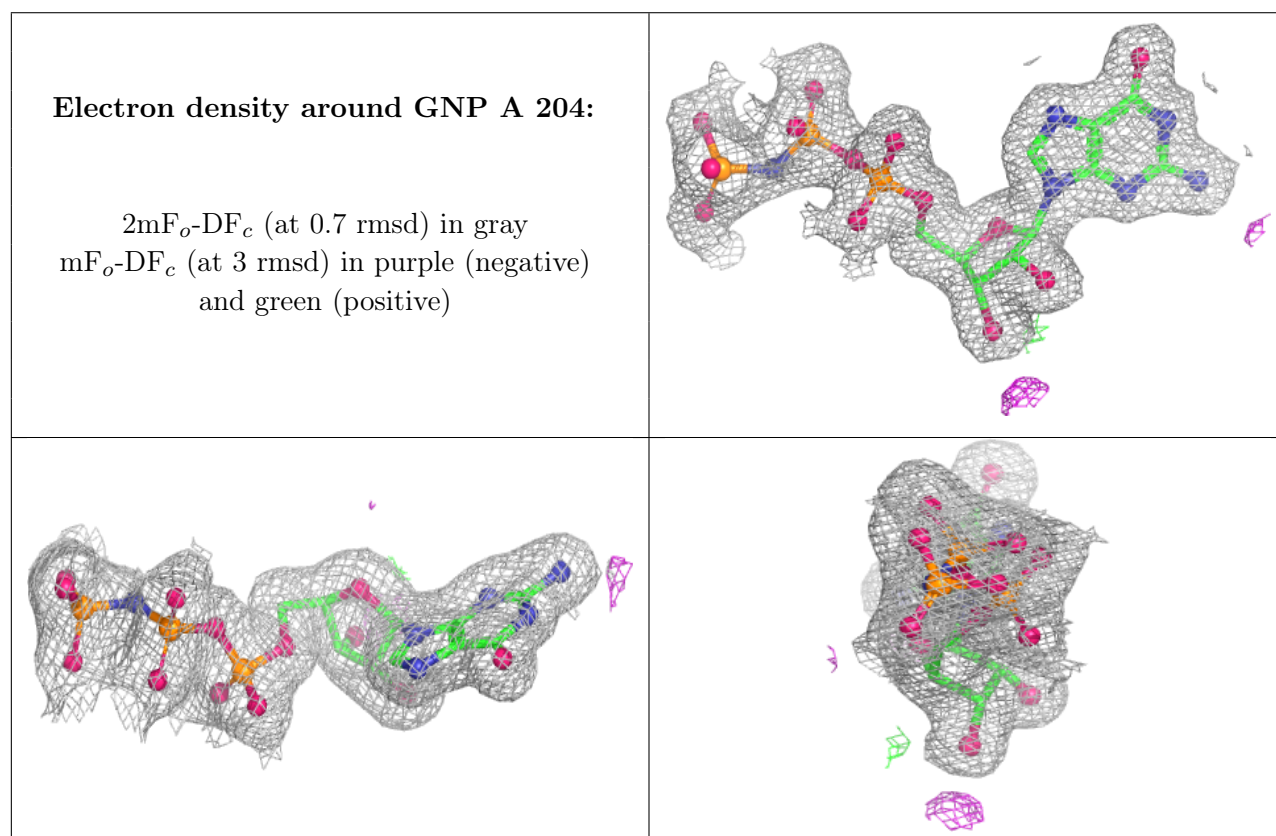 Electron density around GNP A 204:
2mFo-DFc (at 0.7 rmsd) in gray
mFo-DFc (at 3 rmsd) in purple (negative)
and green (positive)